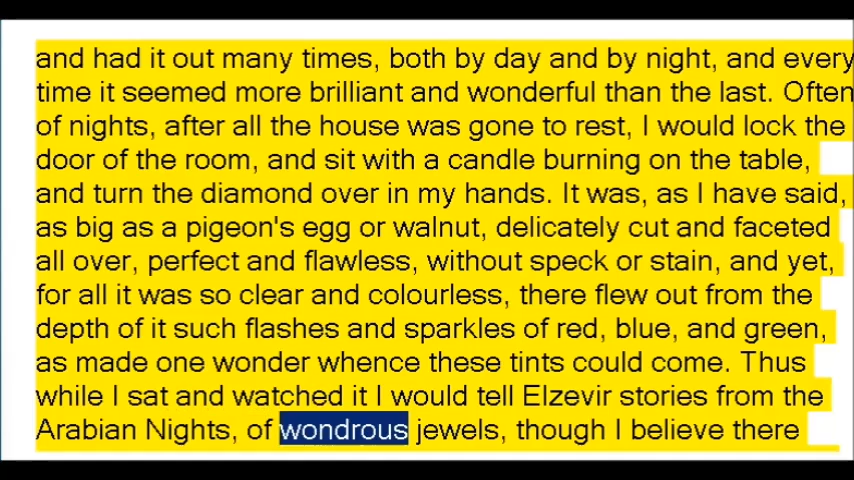 and had it out many times, both by day and by night, and every
time it seemed more brilliant and wonderful than the last. Often
of nights, after all the house was gone to rest, I would lock the
door of the room, and sit with a candle burning on the table,
and turn the diamond over in my hands. It was, as I have said,
as big as a pigeon's egg or walnut, delicately cut and faceted
all over, perfect and flawless, without speck or stain, and yet,
for all it was so clear and colourless, there flew out from the
depth of it such flashes and sparkles of red, blue, and green,
as made one wonder whence these tints could come. Thus
while I sat and watched it I would tell Elzevir stories from the
Arabian Nights, of wondrous jewels, though I believe there